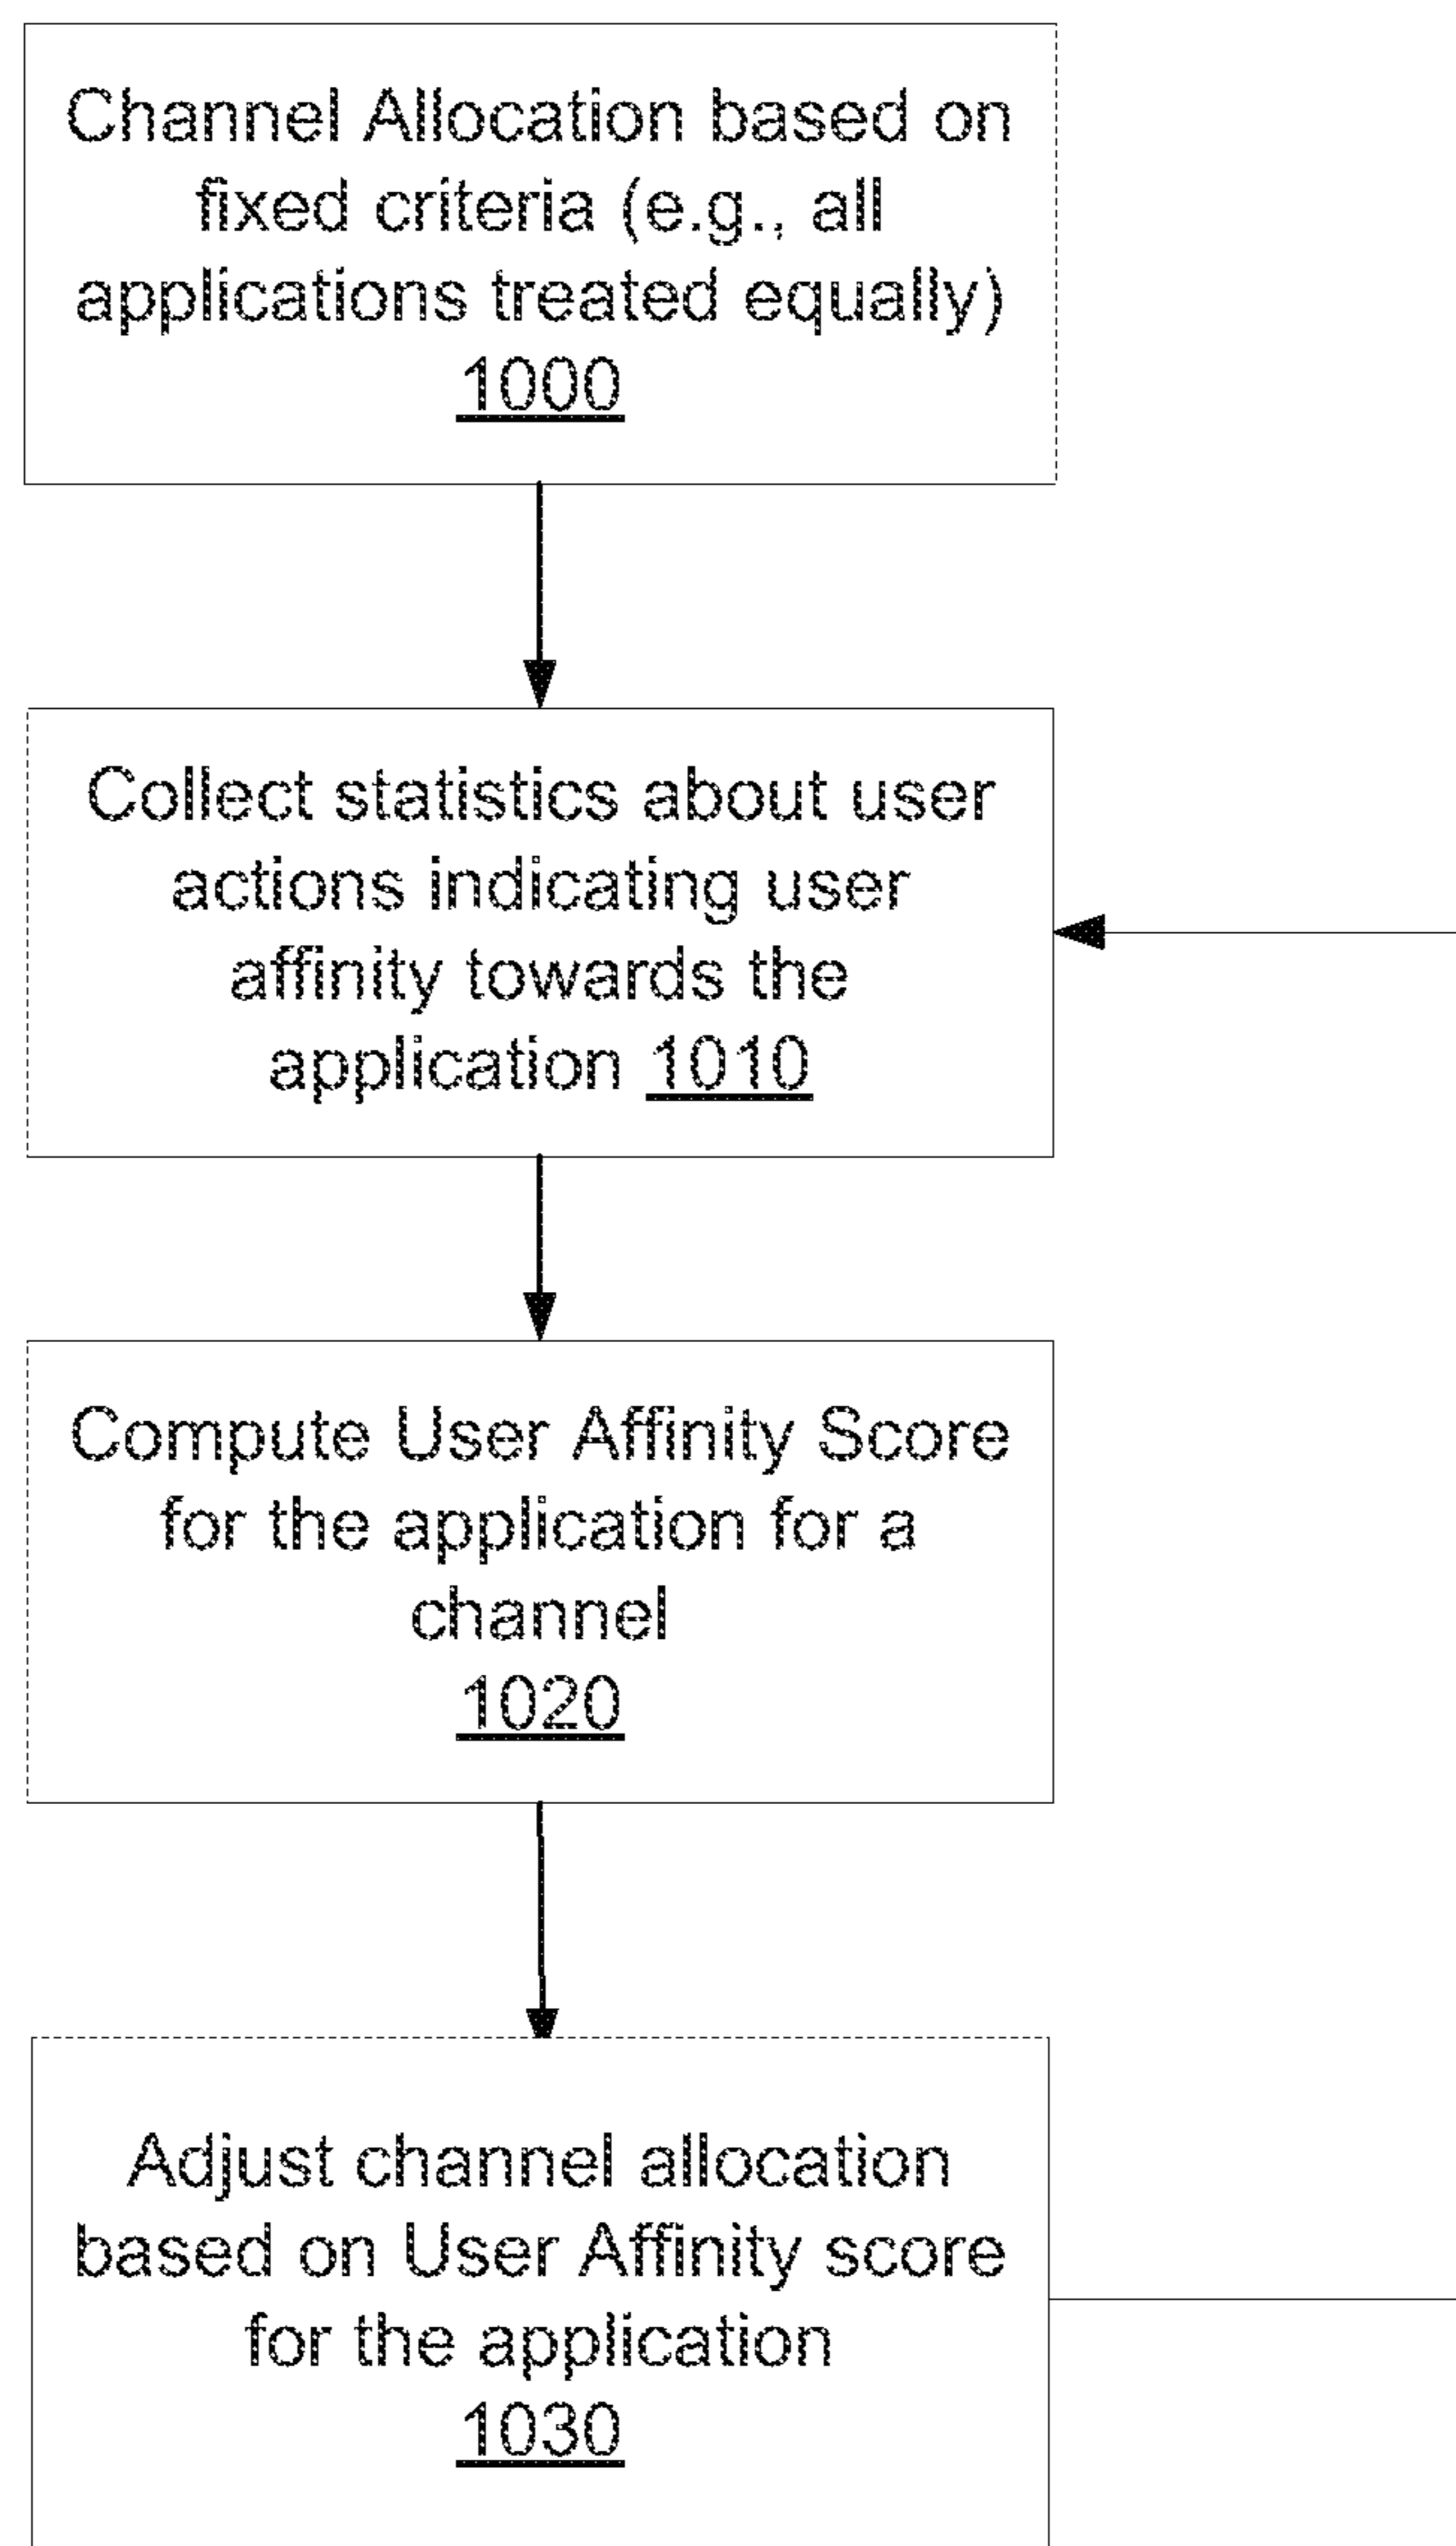 Channel Allocation based on
fixed criteria (e.g., all
applications treated equally)
1000
Collect statistics about user
actions indicating user
affinity towards the
application 1010
Compute User Affinity Score
for the application for a
channel
1020
Adjust channel allocation
based on User Affinity score
for the application
1030